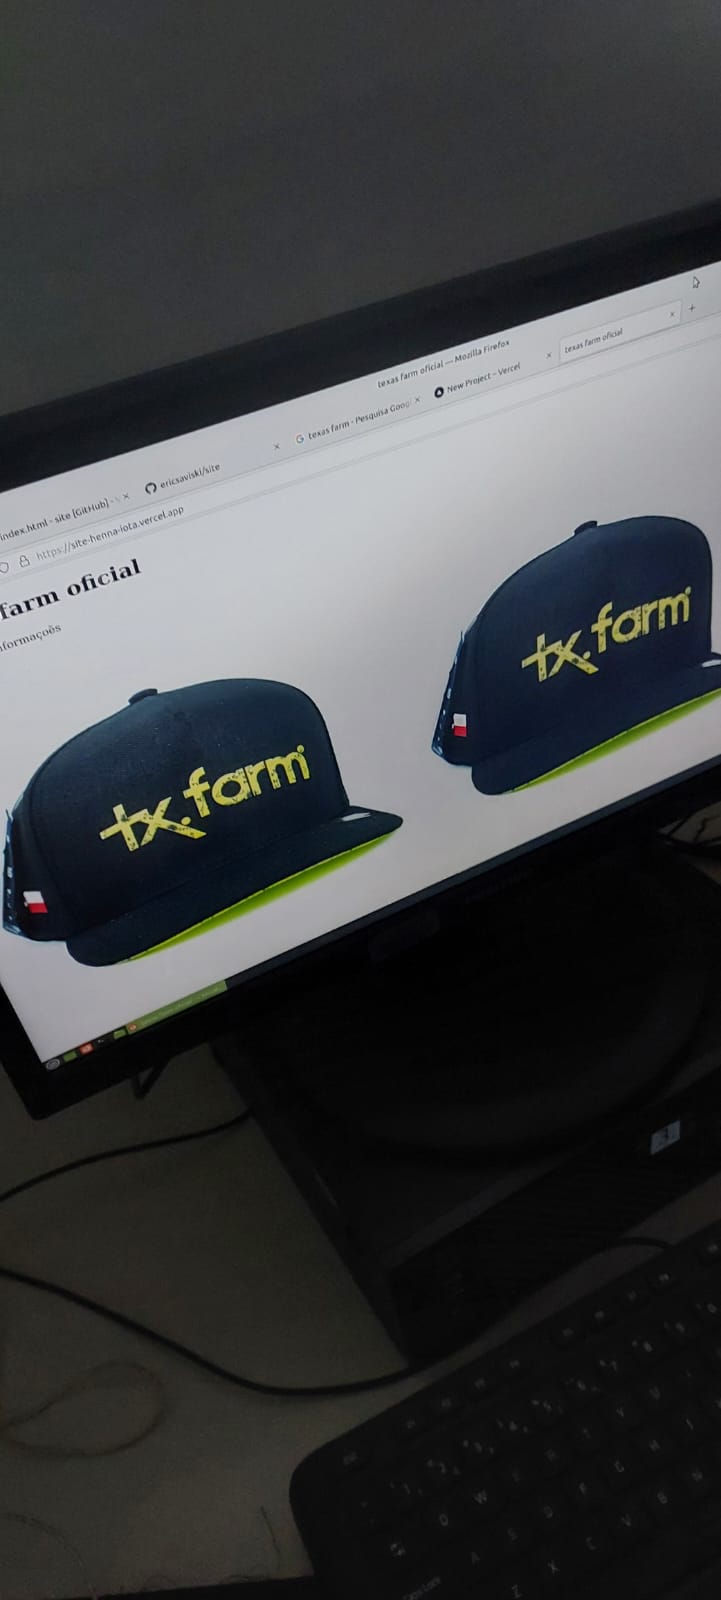 texas farm oficial — Mozilla Firefox
index.html - site [GitHub] -
ericsaviski/site
texas farm - Pesquisa Goog
New Project – Vercel
texas farm oficial
https://site-henna-iota.vercel.app
farm oficial
nformaçoês
tx.farm
tx.farm